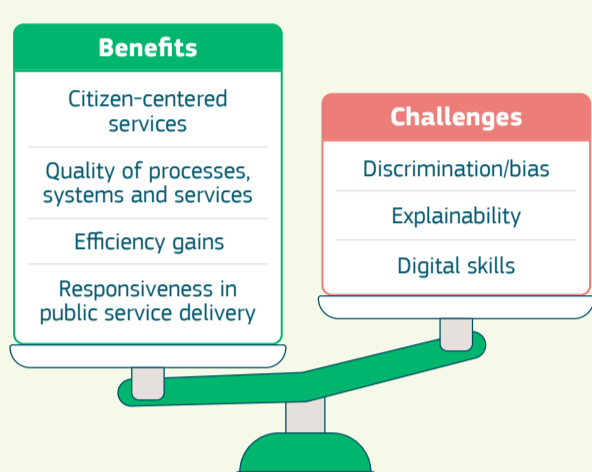 Benefits
Citizen-centered
services
Quality of processes,
systems and services
Efficiency gains
Responsiveness in
public service delivery
Challenges
Discrimination/bias
Explainability
Digital skills